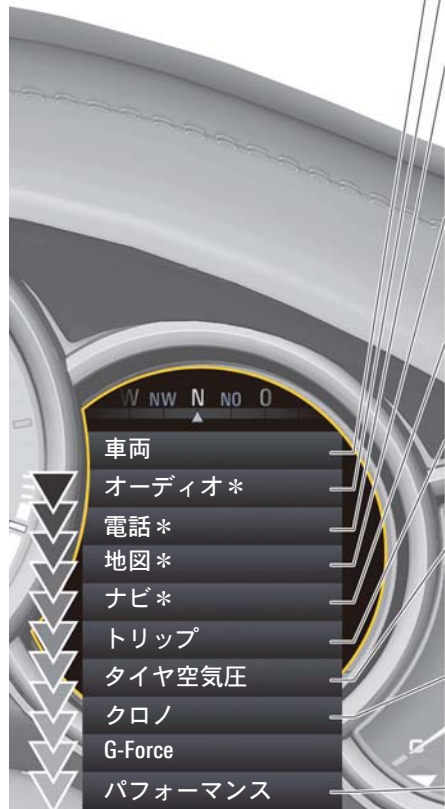 W NW N NO O
車両
オーディオ＊
電話＊
地図＊
ナビ＊
トリップ
タイヤ空気圧
クロノ
G-Force
パフォーマンス